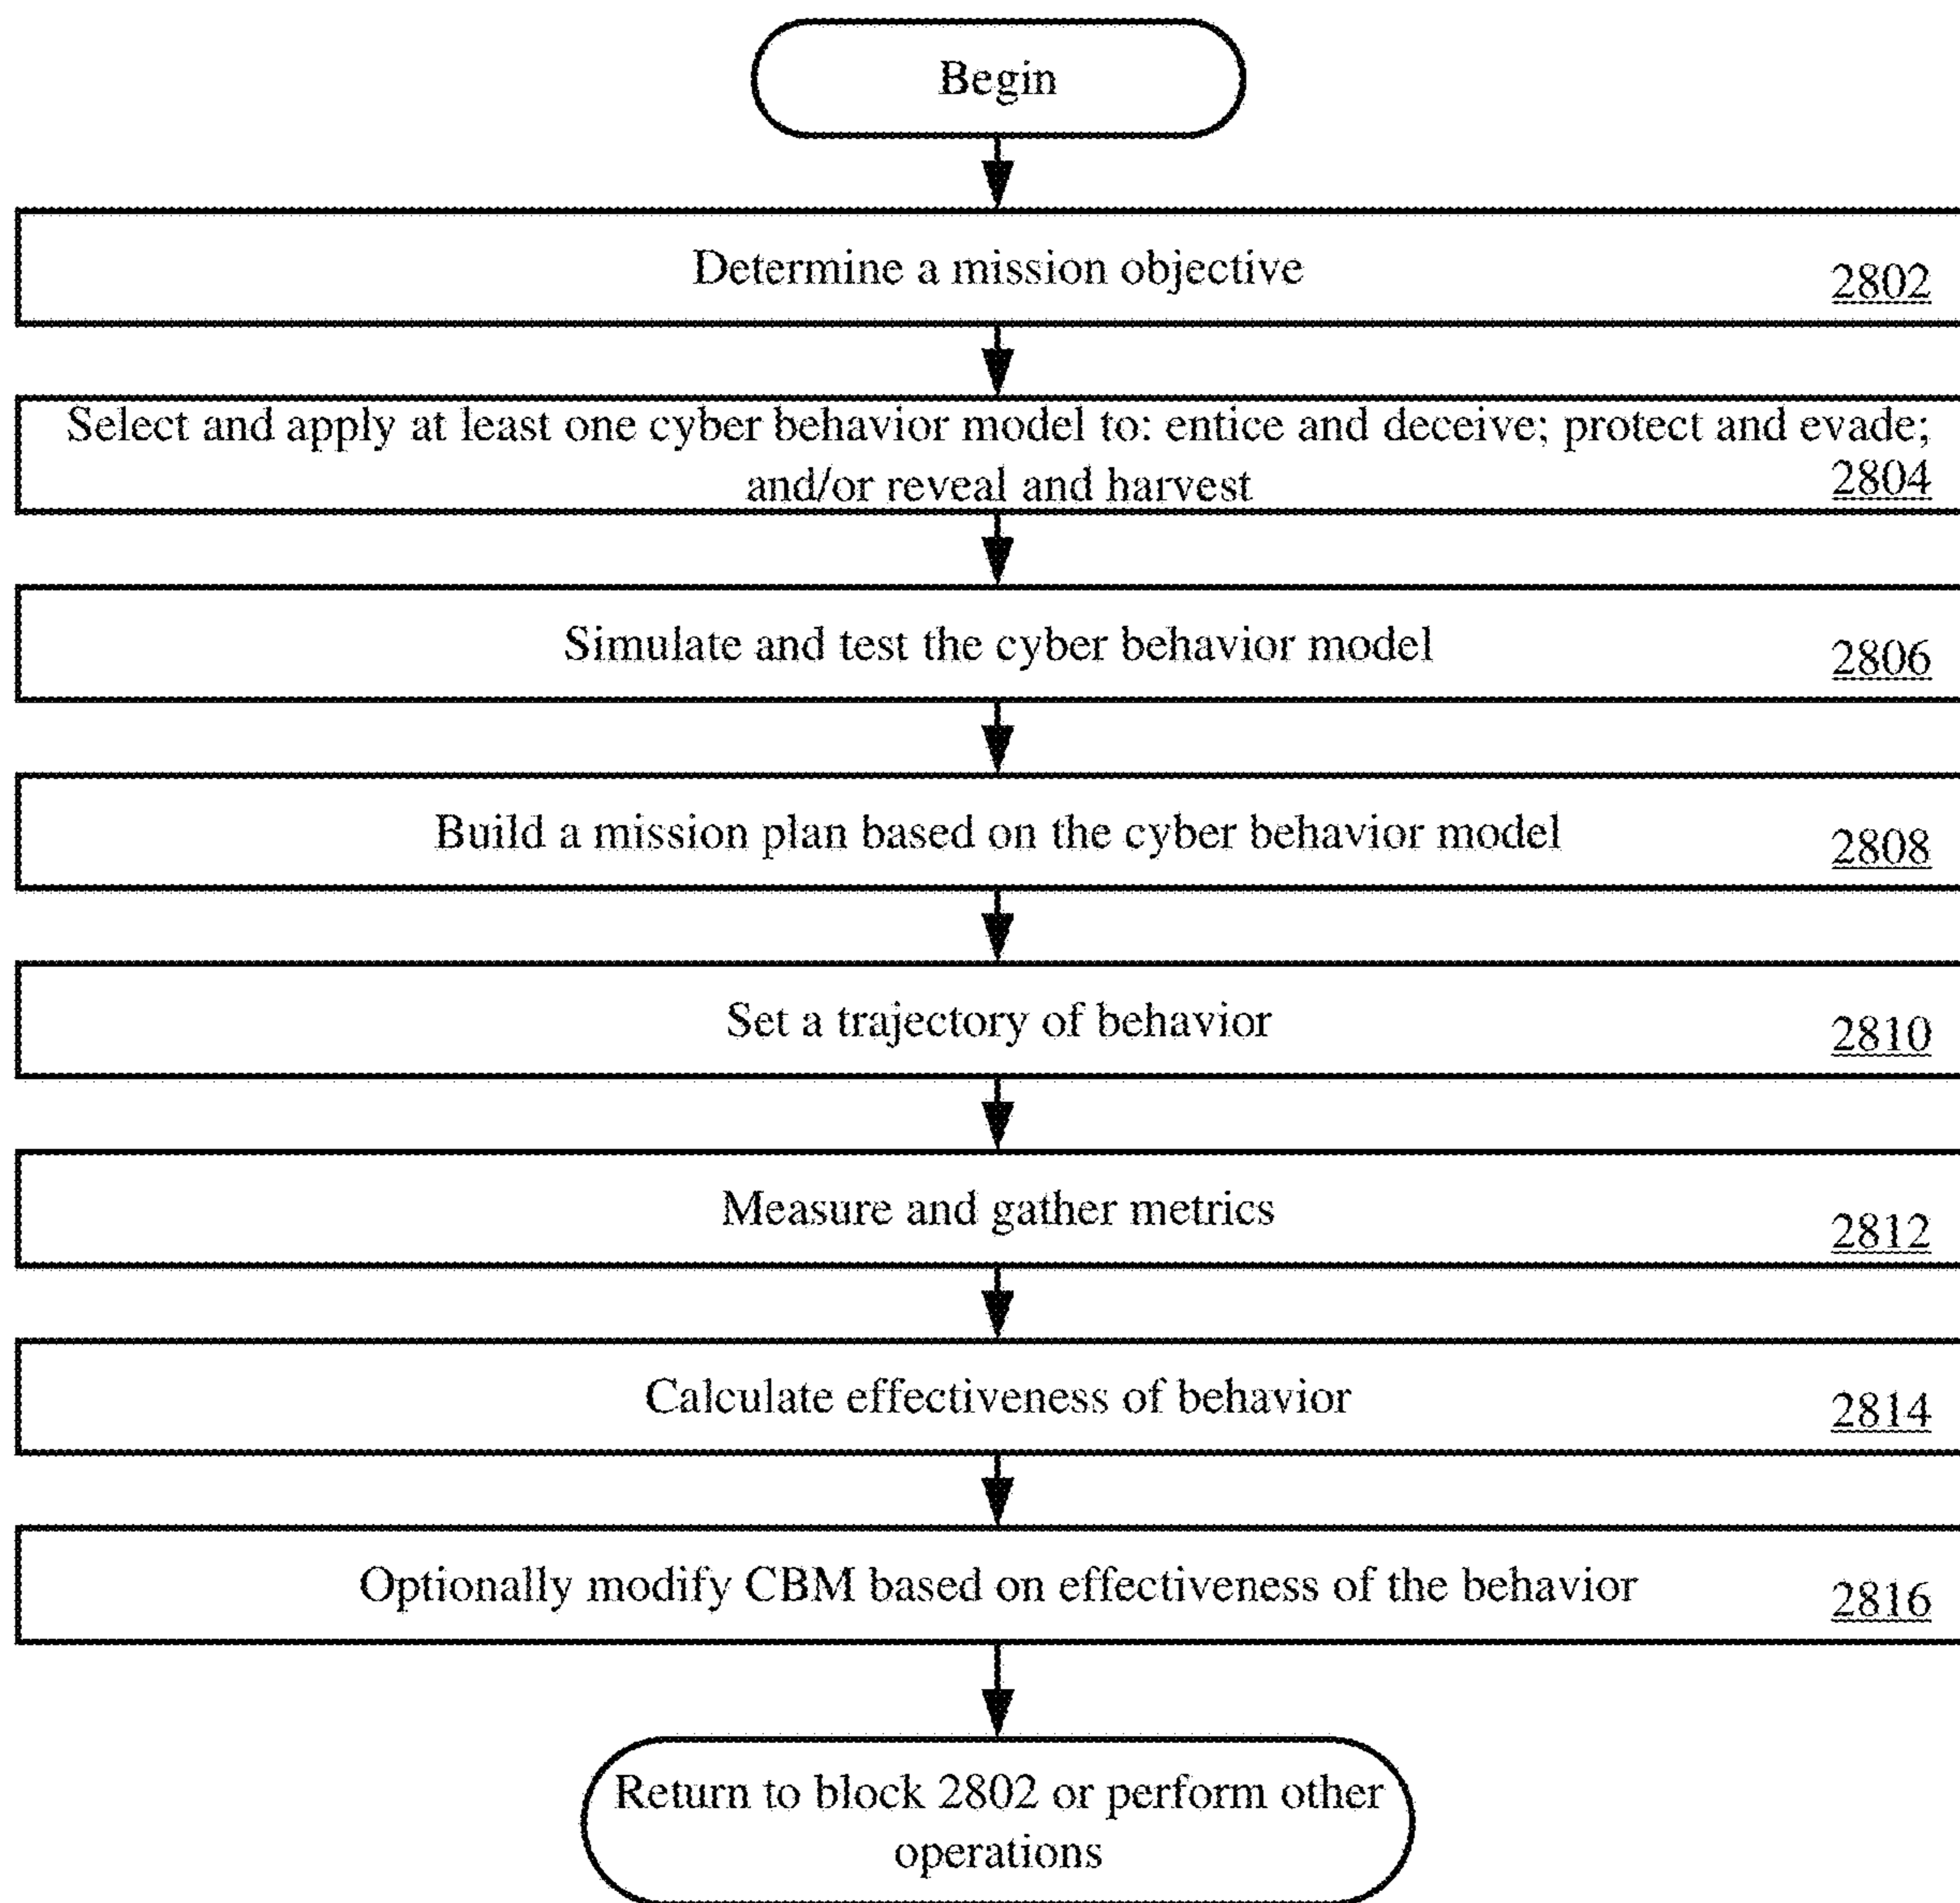 Begin
Determine a mission objective
2802
Select and apply at least one cyber behavior model to: entice and deceive; protect and evade;
and/or reveal and harvest
2804
Simulate and test the cyber behavior model
2806
Build a mission plan based on the cyber behavior model
2808
Set a trajectory of behavior
2810
Measure and gather metrics
2812
Calculate effectiveness of behavior
2814
Optionally modify CBM based on effectiveness of the behavior
2816
Return to block 2802 or perform other
operations